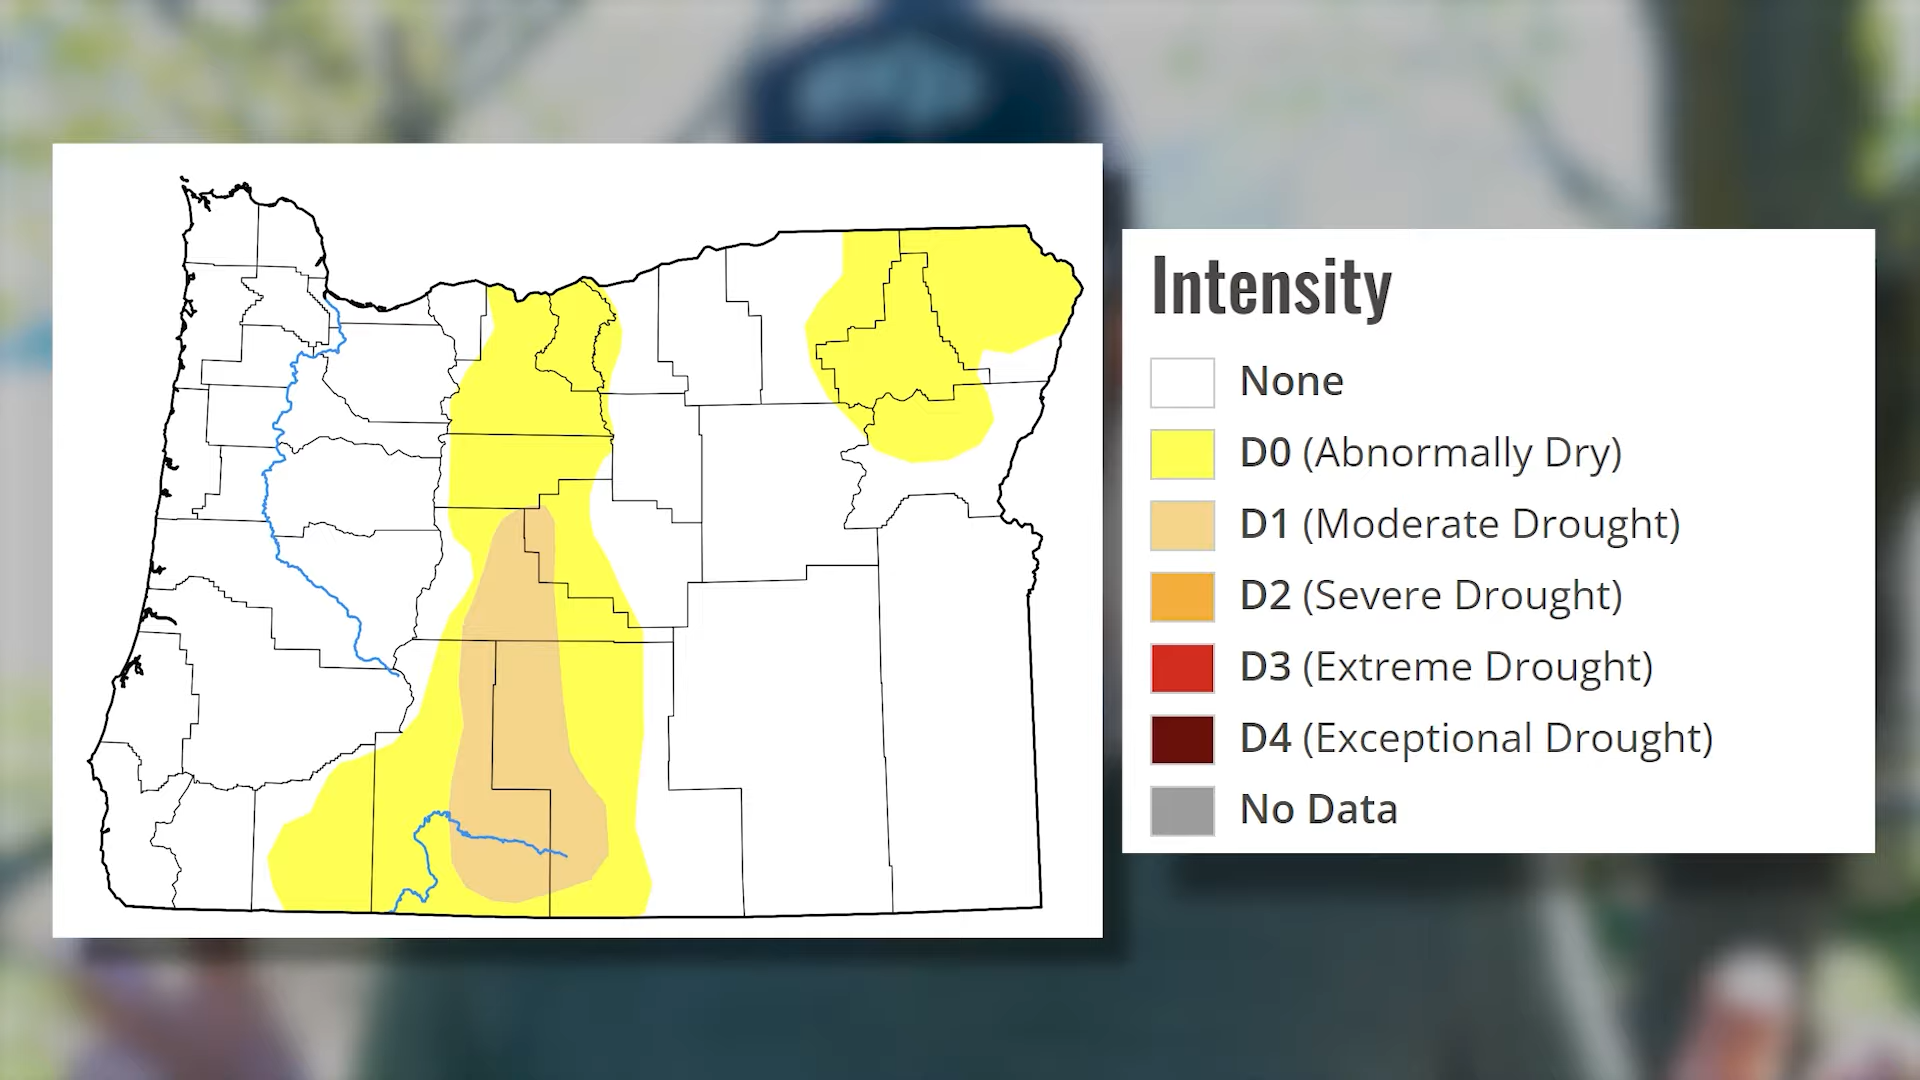 Intensity
None
D0 (Abnormally Dry)
D1 (Moderate Drought)
D2 (Severe Drought)
D3 (Extreme Drought)
D4 (Exceptional Drought)
No Data